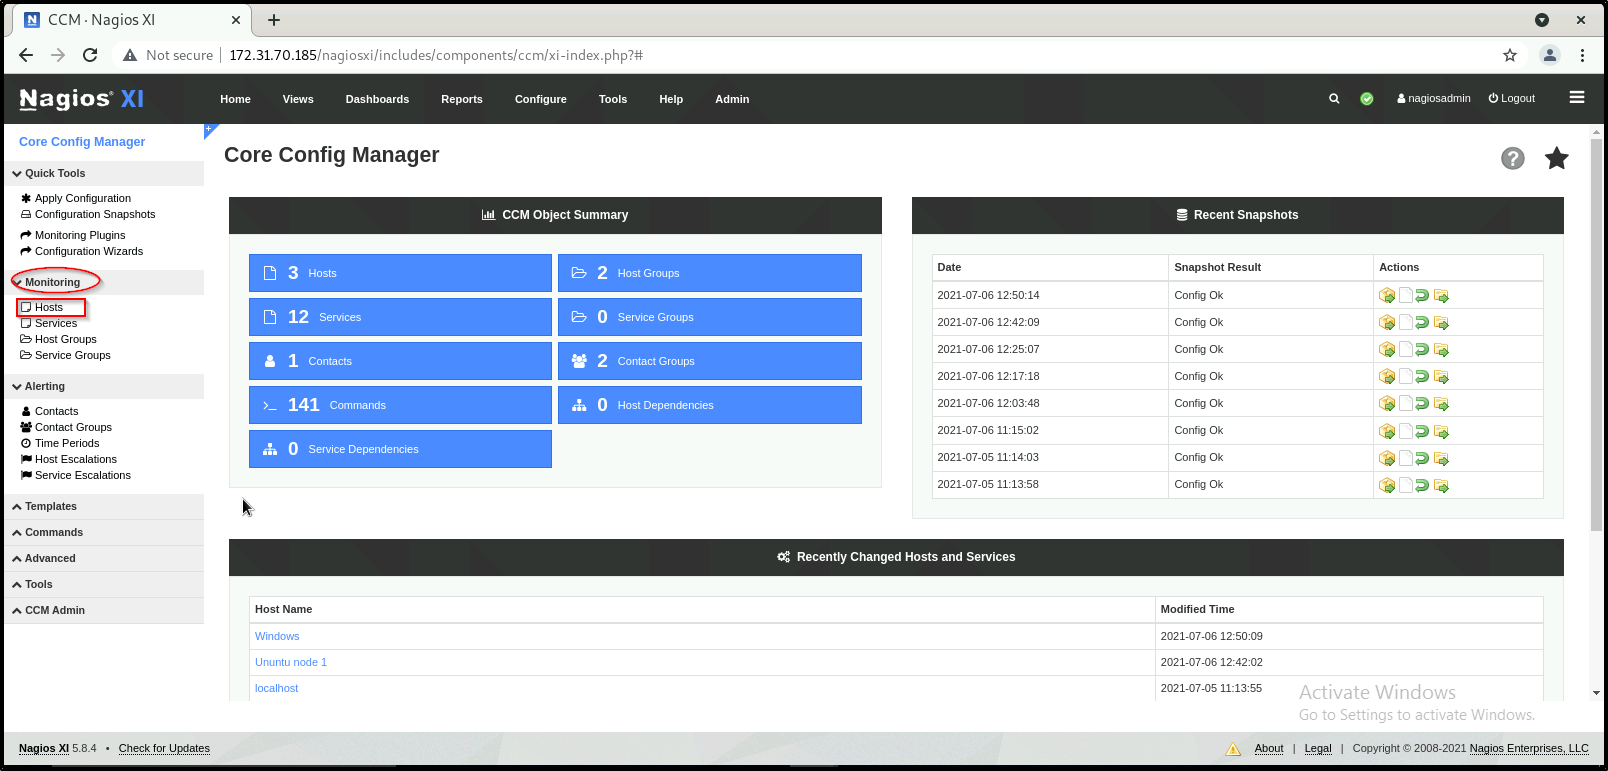 CCM · Nagios XI
Not secure
172.31.70.185/nagiosxi/includes/components/ccm/xi-index.php?#
Nagios® XI
Home Views Dashboards Reports Configure Tools Help Admin
nagiosadmin Logout
Core Config Manager
Quick Tools
Apply Configuration
Configuration Snapshots
Monitoring Plugins
Configuration Wizards
Monitoring
Hosts
Services
Host Groups
Service Groups
Alerting
Contacts
Contact Groups
Time Periods
Host Escalations
Service Escalations
Templates
Commands
Advanced
Tools
CCM Admin
Core Config Manager
CCM Object Summary
3 Hosts
2 Host Groups
12 Services
0 Service Groups
1 Contacts
2 Contact Groups
141 Commands
0 Host Dependencies
0 Service Dependencies
Recent Snapshots
Date Snapshot Result Actions
2021-07-06 12:50:14 Config Ok
2021-07-06 12:42:09 Config Ok
2021-07-06 12:25:07 Config Ok
2021-07-06 12:17:18 Config Ok
2021-07-06 12:03:48 Config Ok
2021-07-06 11:15:02 Config Ok
2021-07-05 11:14:03 Config Ok
2021-07-05 11:13:58 Config Ok
Recently Changed Hosts and Services
Host Name Modified Time
Windows 2021-07-06 12:50:09
Ununtu node 1 2021-07-06 12:42:02
localhost 2021-07-05 11:13:55
Activate Windows
Go to Settings to activate Windows.
Nagios XI 5.8.4 • Check for Updates
About | Legal | Copyright © 2008-2021 Nagios Enterprises, LLC